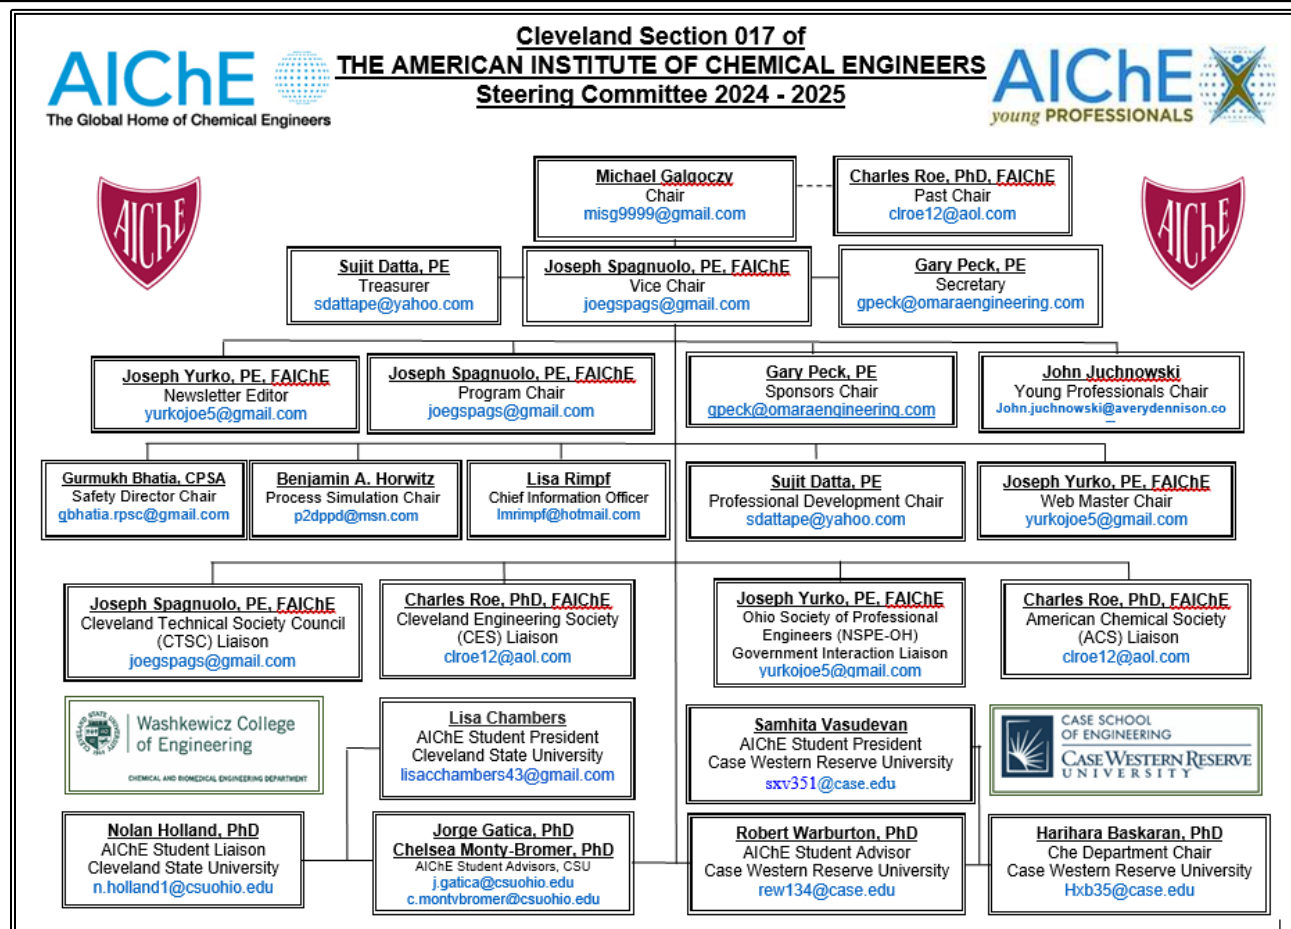 Cleveland Section 017 of
THE AMERICAN INSTITUTE OF CHEMICAL ENGINEERS
Steering Committee 2024 - 2025
AIChE
The Global Home of Chemical Engineers
AIChE
young PROFESSIONALS
AIChE
AIChE
Michael Galgoczy
Chair
misg9999@gmail.com
Charles Roe, PhD, FAIChE
Past Chair
clroe12@aol.com
Sujit Datta, PE
Treasurer
sdattape@yahoo.com
Joseph Spagnuolo, PE, FAIChE
Vice Chair
joegspags@gmail.com
Gary Peck, PE
Secretary
gpeck@omaraengineering.com
Joseph Yurko, PE, FAIChE
Newsletter Editor
yurkojoe5@gmail.com
Joseph Spagnuolo, PE, FAIChE
Program Chair
joegspags@gmail.com
Gary Peck, PE
Sponsors Chair
gpeck@omaraengineering.com
John Juchnowski
Young Professionals Chair
John.juchnowski@averydennison.co
Gurmukh Bhatia, CPSA
Safety Director Chair
gbhatia.rpsc@gmail.com
Benjamin A. Horwitz
Process Simulation Chair
p2dppd@msn.com
Lisa Rimpf
Chief Information Officer
lmrimpf@hotmail.com
Sujit Datta, PE
Professional Development Chair
sdattape@yahoo.com
Joseph Yurko, PE, FAIChE
Web Master Chair
yurkojoe5@gmail.com
Joseph Spagnuolo, PE, FAIChE
Cleveland Technical Society Council
(CTSC) Liaison
joegspags@gmail.com
Charles Roe, PhD, FAIChE
Cleveland Engineering Society
(CES) Liaison
clroe12@aol.com
Joseph Yurko, PE, FAIChE
Ohio Society of Professional
Engineers (NSPE-OH)
Government Interaction Liaison
yurkojoe5@gmail.com
Charles Roe, PhD, FAIChE
American Chemical Society
(ACS) Liaison
clroe12@aol.com
Washkewicz College
of Engineering
CHEMICAL AND BIOMEDICAL ENGINEERING DEPARTMENT
Lisa Chambers
AIChE Student President
Cleveland State University
lisacchambers43@gmail.com
Samhita Vasudevan
AIChE Student President
Case Western Reserve University
sxv351@case.edu
CASE SCHOOL
OF ENGINEERING
CASE WESTERN RESERVE
UNIVERSITY
Nolan Holland, PhD
AIChE Student Liaison
Cleveland State University
n.holland1@csuohio.edu
Jorge Gatica, PhD
Chelsea Monty-Bromer, PhD
AIChE Student Advisors, CSU
j.gatica@csuohio.edu
c.montybromer@csuohio.edu
Robert Warburton, PhD
AIChE Student Advisor
Case Western Reserve University
rew134@case.edu
Harihara Baskaran, PhD
Che Department Chair
Case Western Reserve University
Hxb35@case.edu